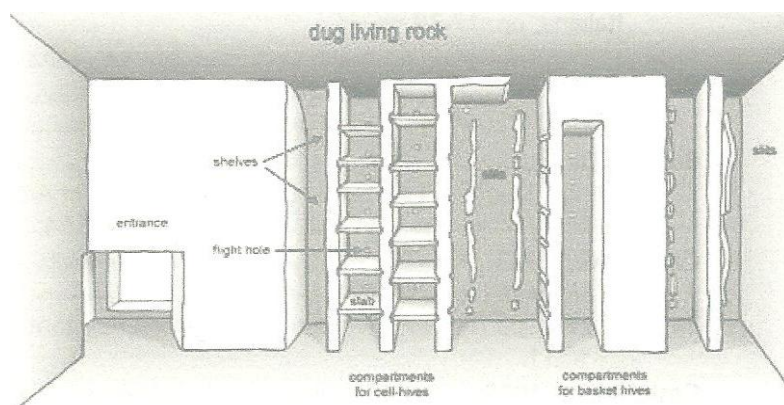 dug living rock
shelves
slits
slits
entrance
flight hole
slab
compartments
for cell-hives
compartments
for basket hives